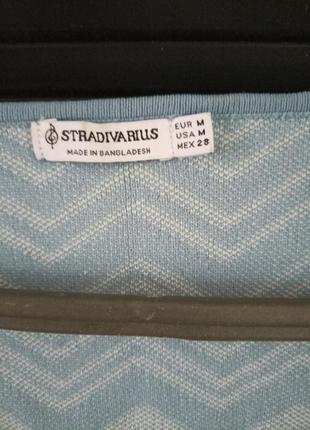 STRADIVARIUS
MADE IN BANGLADESH
EUR M
USA M
MEX 28